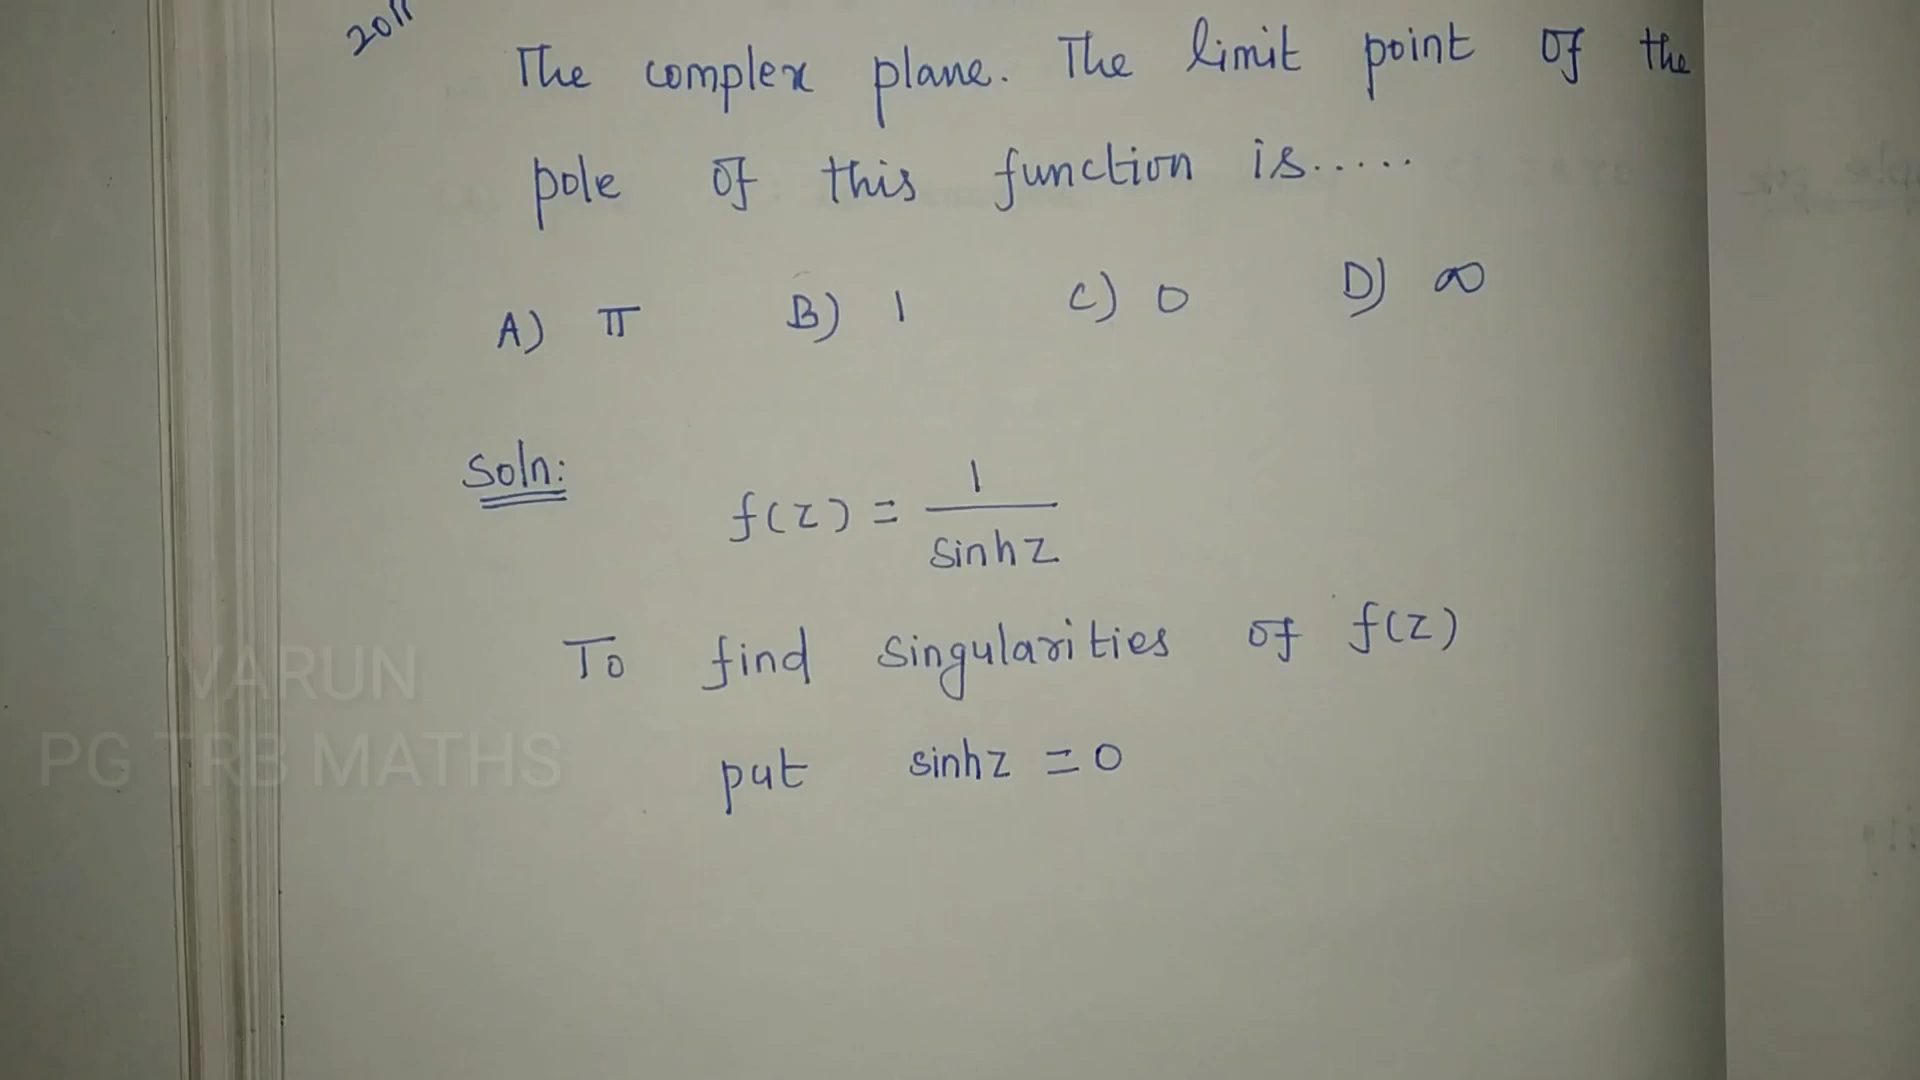 2011
The complex plane. The limit point of the
pole of this function is.....
A) π B) 1 C) 0 D) ∞
Soln:
f(z) = 1 / sinhz
To find singularities of f(z)
put sinhz = 0
VARUN
PG TRB MATHS